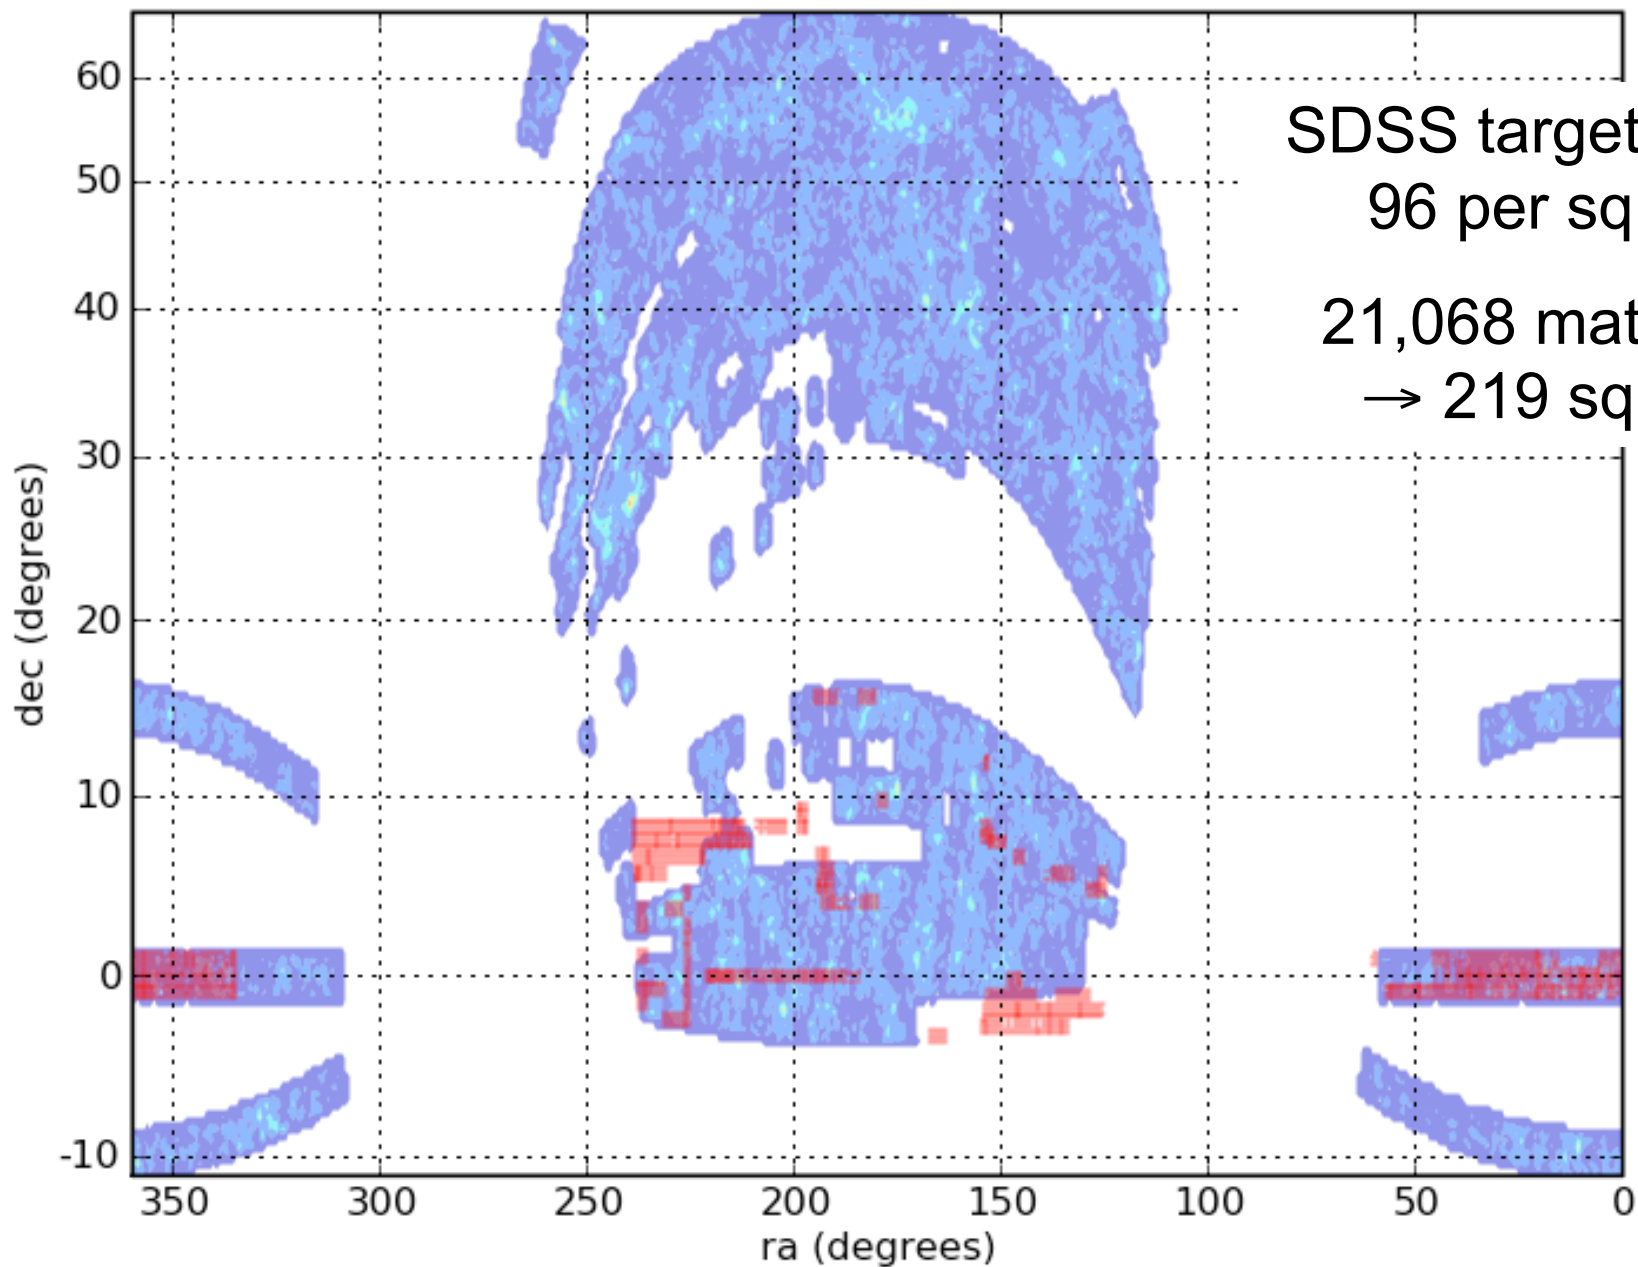 60
50
40
30
20
10
0
-10
dec (degrees)
SDSS target
96 per sq
21,068 mat
→ 219 sq
350 300 250 200 150 100 50 0
ra (degrees)